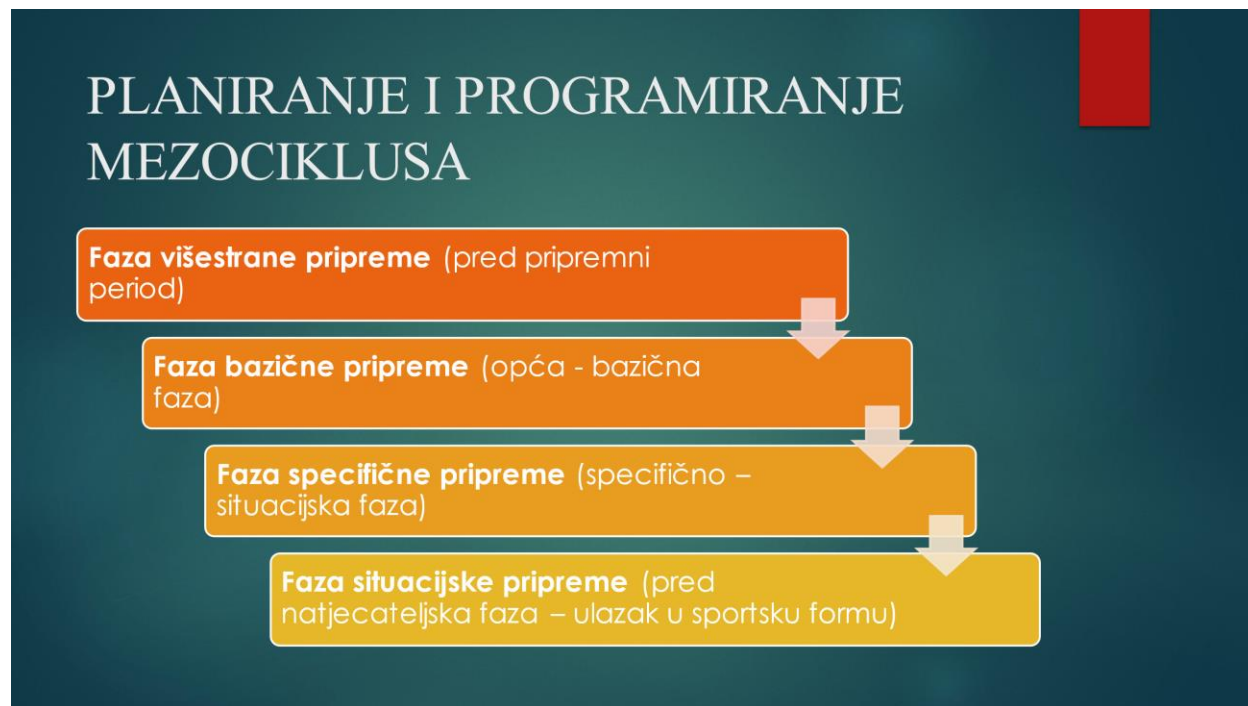 PLANIRANJE I PROGRAMIRANJE
MEZOCIKLUSA
Faza višestrane pripreme (pred pripremni
period)
Faza bazične pripreme (opća - bazična
faza)
Faza specifične pripreme (specifično –
situacijska faza)
Faza situacijske pripreme (pred
natjecateljska faza – ulazak u sportsku formu)